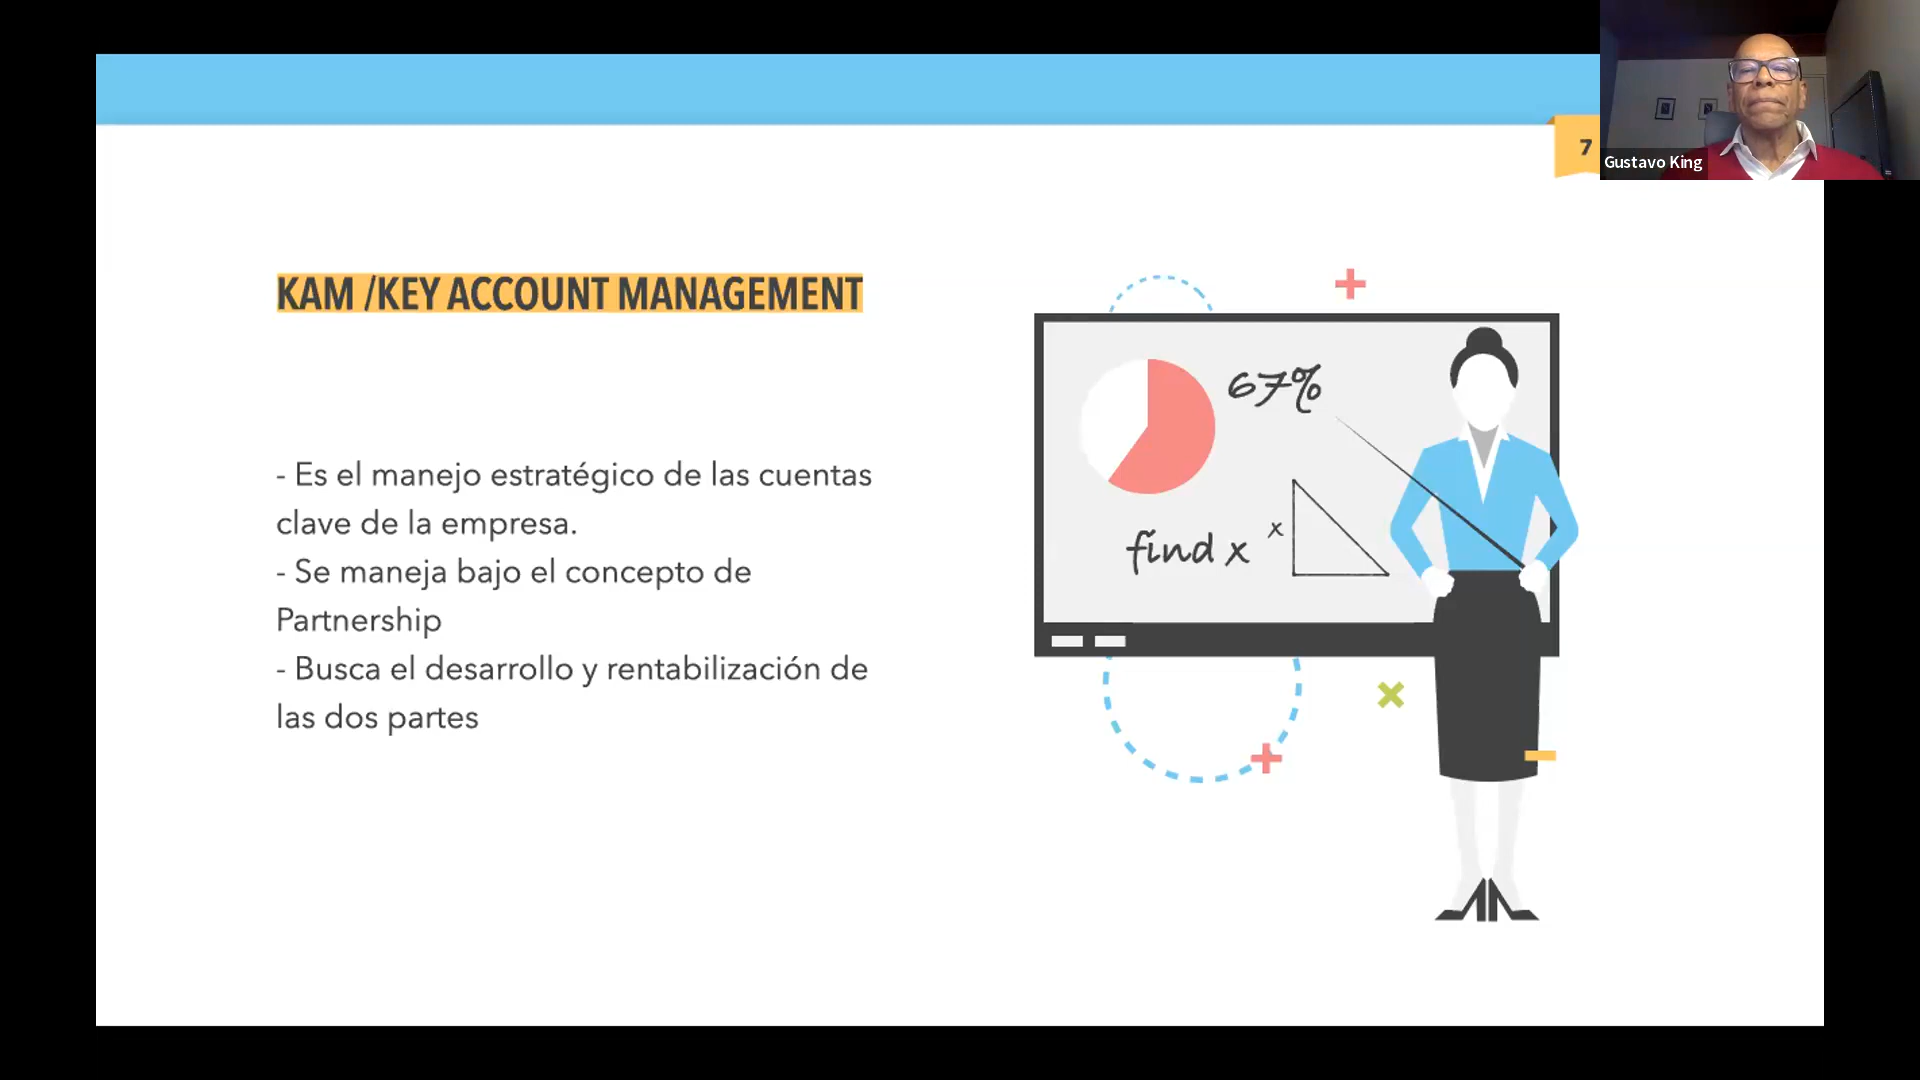 7
Gustavo King
KAM /KEY ACCOUNT MANAGEMENT
- Es el manejo estratégico de las cuentas
clave de la empresa.
- Se maneja bajo el concepto de
Partnership
- Busca el desarrollo y rentabilización de
las dos partes
67%
find x
x